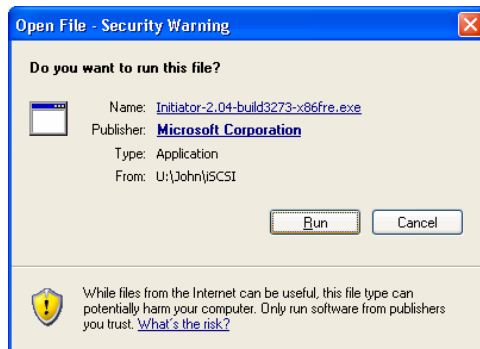 Open File - Security Warning
Do you want to run this file?
Name: Initiator-2.04-build3273-x86fre.exe
Publisher: Microsoft Corporation
Type: Application
From: U:\John\iSCSI
Run Cancel
While files from the Internet can be useful, this file type can
potentially harm your computer. Only run software from publishers
you trust. What's the risk?